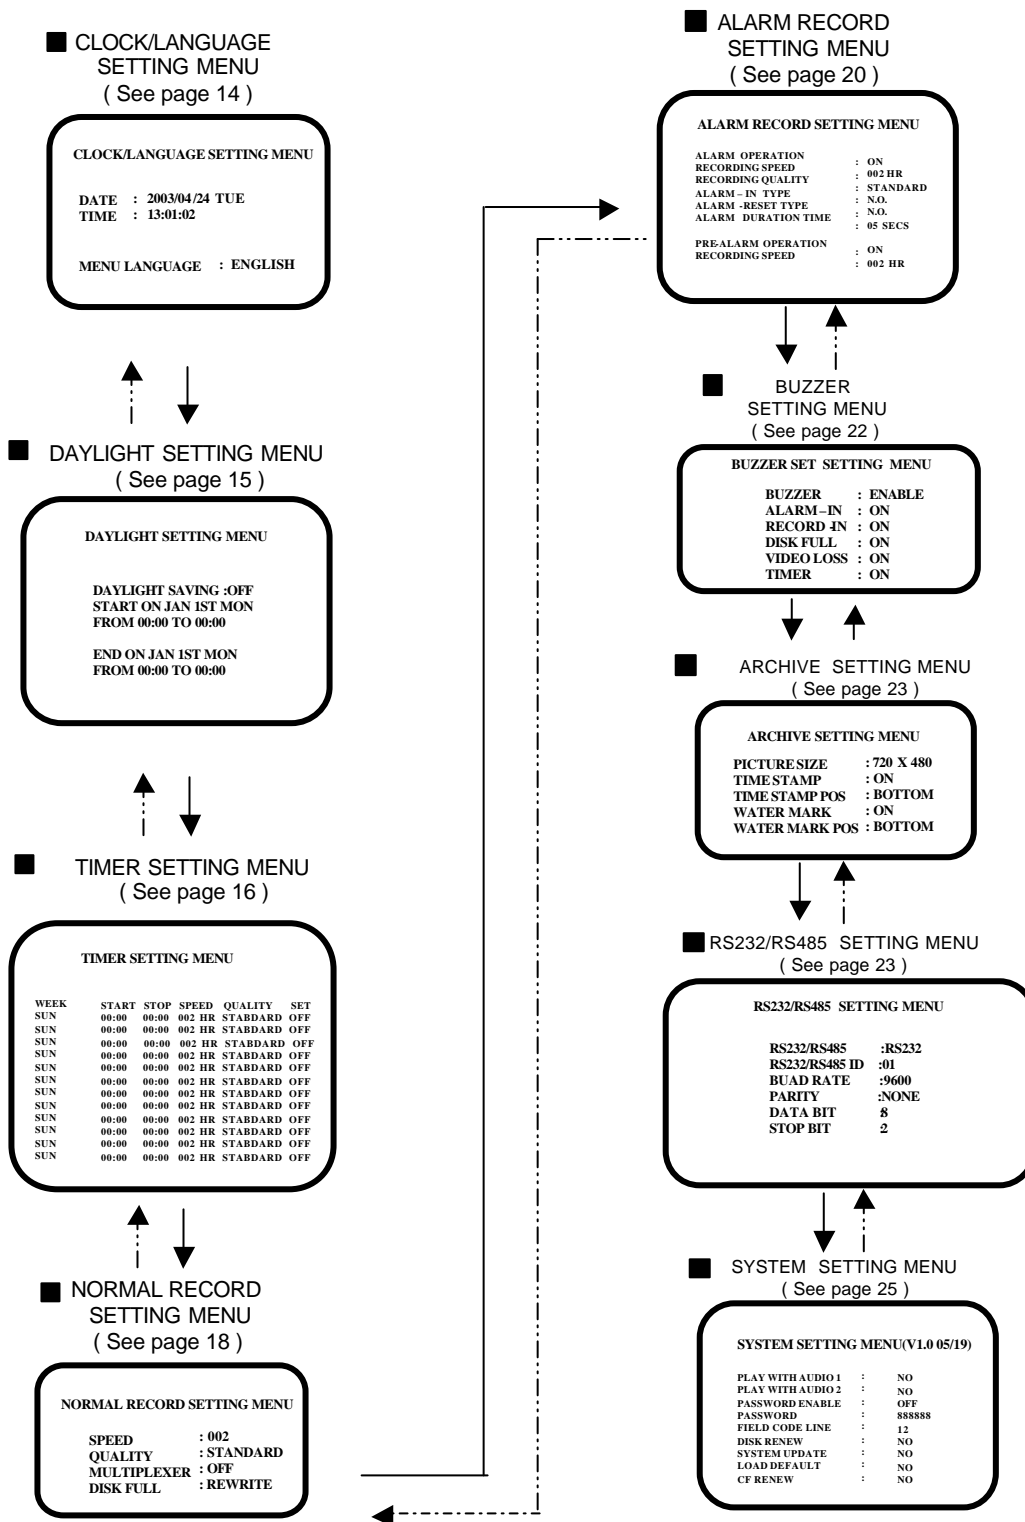 CLOCK/LANGUAGE
SETTING MENU
( See page 14 )
CLOCK/LANGUAGE SETTING MENU
DATE : 2003/04/24 TUE
TIME : 13:01:02
MENU LANGUAGE : ENGLISH
DAYLIGHT SETTING MENU
( See page 15 )
DAYLIGHT SETTING MENU
DAYLIGHT SAVING :OFF
START ON JAN 1ST MON
FROM 00:00 TO 00:00
END ON JAN 1ST MON
FROM 00:00 TO 00:00
TIMER SETTING MENU
( See page 16 )
TIMER SETTING MENU
WEEK START STOP SPEED QUALITY SET
SUN 00:00 00:00 002 HR STABDARD OFF
SUN 00:00 00:00 002 HR STABDARD OFF
SUN 00:00 00:00 002 HR STABDARD OFF
SUN 00:00 00:00 002 HR STABDARD OFF
SUN 00:00 00:00 002 HR STABDARD OFF
SUN 00:00 00:00 002 HR STABDARD OFF
SUN 00:00 00:00 002 HR STABDARD OFF
SUN 00:00 00:00 002 HR STABDARD OFF
SUN 00:00 00:00 002 HR STABDARD OFF
SUN 00:00 00:00 002 HR STABDARD OFF
SUN 00:00 00:00 002 HR STABDARD OFF
SUN 00:00 00:00 002 HR STABDARD OFF
NORMAL RECORD
SETTING MENU
( See page 18 )
NORMAL RECORD SETTING MENU
SPEED : 002
QUALITY : STANDARD
MULTIPLEXER : OFF
DISK FULL : REWRITE
ALARM RECORD
SETTING MENU
( See page 20 )
ALARM RECORD SETTING MENU
ALARM OPERATION : ON
RECORDING SPEED : 002 HR
RECORDING QUALITY : STANDARD
ALARM – IN TYPE : N.O.
ALARM -RESET TYPE : N.O.
ALARM DURATION TIME : 05 SECS
PRE-ALARM OPERATION : ON
RECORDING SPEED : 002 HR
BUZZER
SETTING MENU
( See page 22 )
BUZZER SET SETTING MENU
BUZZER : ENABLE
ALARM–IN : ON
RECORD-IN : ON
DISK FULL : ON
VIDEO LOSS : ON
TIMER : ON
ARCHIVE SETTING MENU
( See page 23 )
ARCHIVE SETTING MENU
PICTURE SIZE : 720 X 480
TIME STAMP : ON
TIME STAMP POS : BOTTOM
WATER MARK : ON
WATER MARK POS : BOTTOM
RS232/RS485 SETTING MENU
( See page 23 )
RS232/RS485 SETTING MENU
RS232/RS485 :RS232
RS232/RS485 ID :01
BUAD RATE :9600
PARITY :NONE
DATA BIT :8
STOP BIT :2
SYSTEM SETTING MENU
( See page 25 )
SYSTEM SETTING MENU(V1.0 05/19)
PLAY WITH AUDIO 1 : NO
PLAY WITH AUDIO 2 : NO
PASSWORD ENABLE : OFF
PASSWORD : 888888
FIELD CODE LINE : 12
DISK RENEW : NO
SYSTEM UPDATE : NO
LOAD DEFAULT : NO
CF RENEW : NO